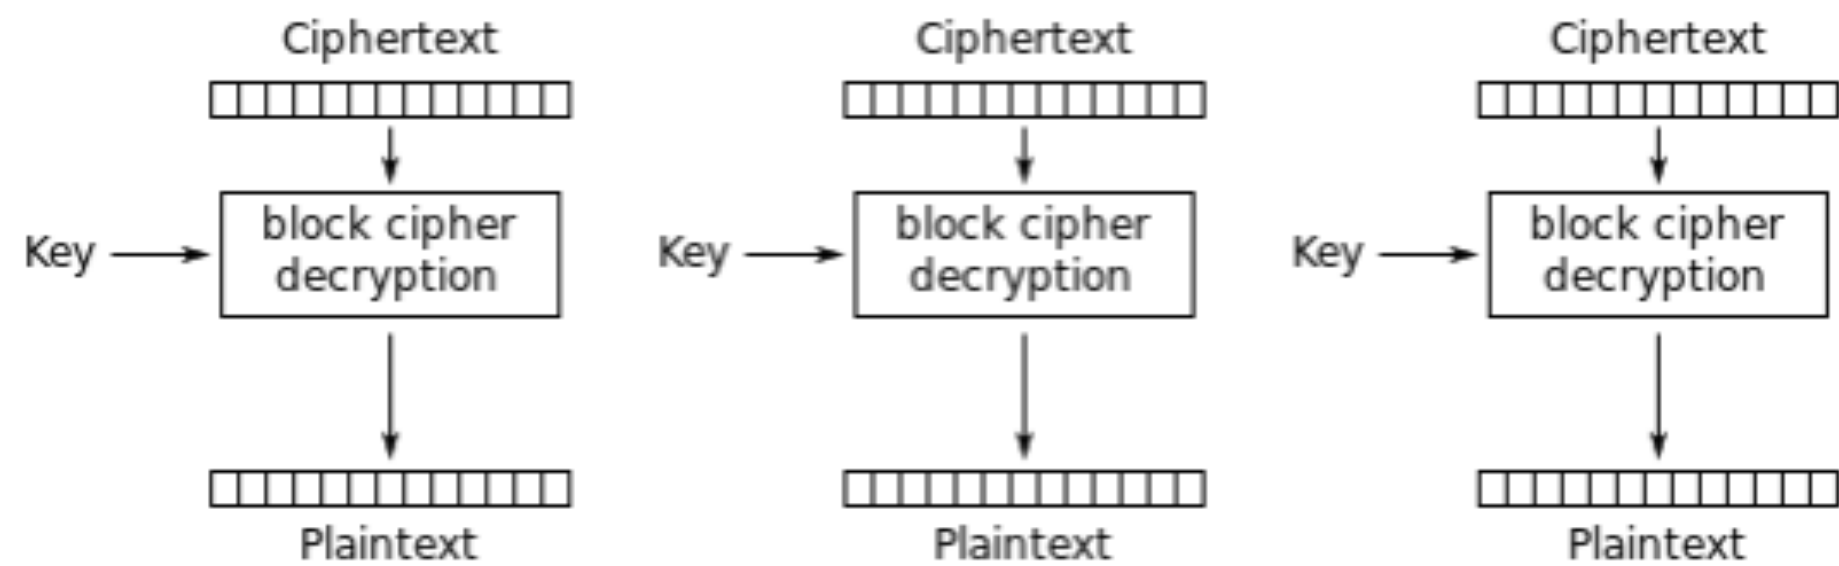 Ciphertext Ciphertext Ciphertext
Key block cipher Key block cipher Key block cipher
decryption decryption decryption
Plaintext Plaintext Plaintext